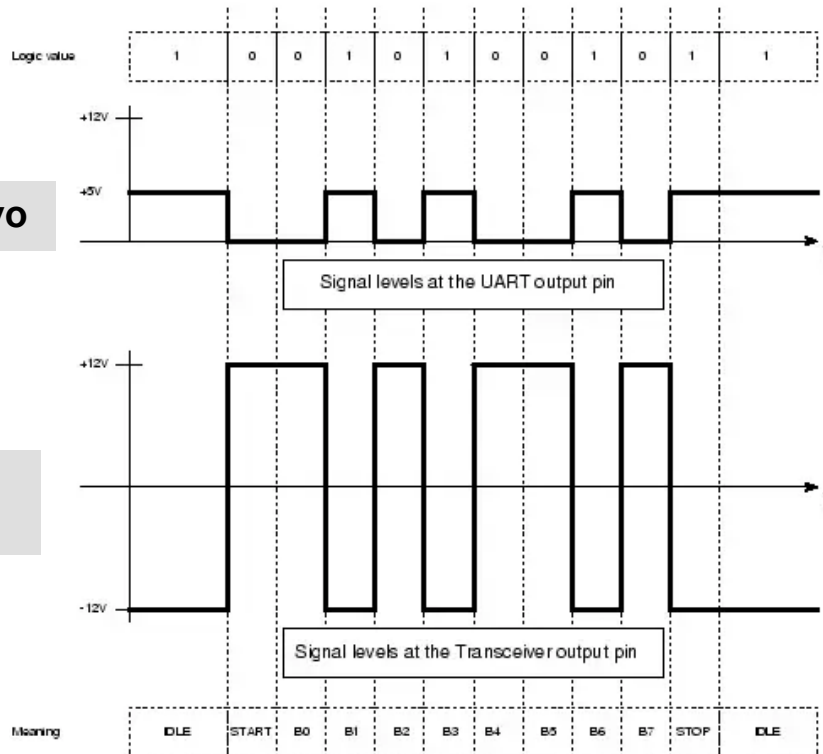 Logic value 1 0 0 1 0 1 0 0 1 0 1 1
+12V
+5V
vo
Signal levels at the UART output pin
+12V
-12V
Signal levels at the Transceiver output pin
Meaning IDLE START B0 B1 B2 B3 B4 B5 B6 B7 STOP IDLE